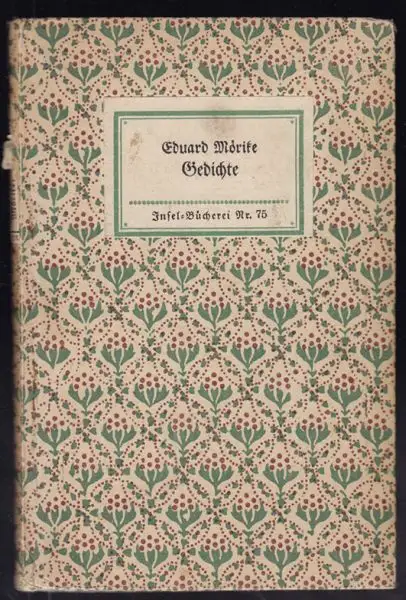 Eduard Mörike
Gedichte
Insel-Bücherei Nr. 75